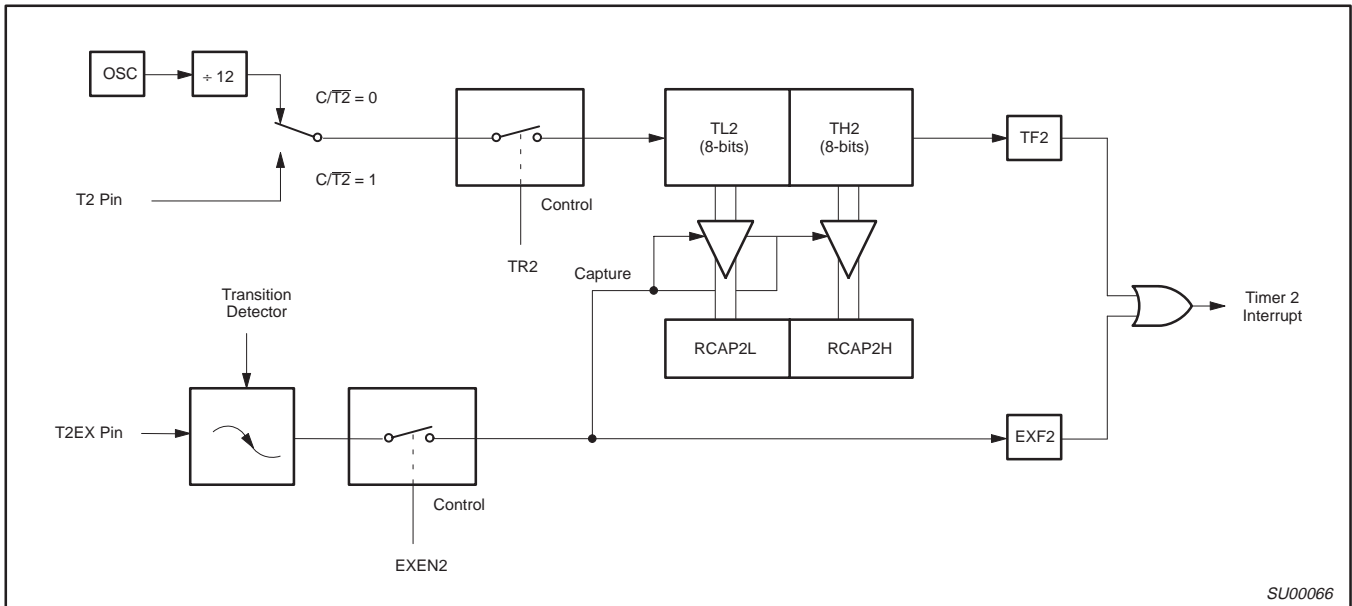 OSC
÷ 12
C/T2̅ = 0
C/T2̅ = 1
T2 Pin
Control
TR2
TL2
(8-bits)
TH2
(8-bits)
TF2
Capture
Transition
Detector
RCAP2L
RCAP2H
Timer 2
Interrupt
T2EX Pin
Control
EXEN2
EXF2
SU00066